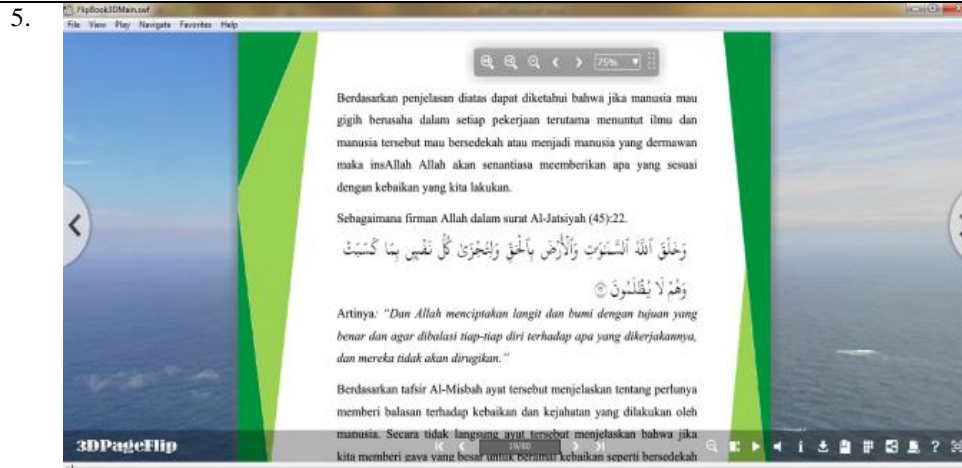 5.
FlipBook3DMain.swf
File View Play Navigate Favorites Help
75%
Berdasarkan penjelasan diatas dapat diketahui bahwa jika manusia mau
gigih berusaha dalam setiap pekerjaan terutama menuntut ilmu dan
manusia tersebut mau bersedekah atau menjadi manusia yang dermawan
maka insAllah Allah akan senantiasa meemberikan apa yang sesuai
dengan kebaikan yang kita lakukan.
Sebagaimana firman Allah dalam surat Al-Jatsiyah (45):22.
وَخَلَقَ ٱللَّهُ ٱلسَّمَـٰوَٰتِ وَٱلْأَرْضَ بِٱلْحَقِّ وَلِتُجْزَىٰ كُلُّ نَفْسٍۭ بِمَا كَسَبَتْ
وَهُمْ لَا يُظْلَمُونَ ٢٢
Artinya: "Dan Allah menciptakan langit dan bumi dengan tujuan yang
benar dan agar dibalasi tiap-tiap diri terhadap apa yang dikerjakannya,
dan mereka tidak akan dirugikan."
Berdasarkan tafsir Al-Misbah ayat tersebut menjelaskan tentang perlunya
memberi balasan terhadap kebaikan dan kejahatan yang dilakukan oleh
manusia. Secara tidak langsung ayat tersebut menjelaskan bahwa jika
kita memberi gaya yang besar untuk beramal kebaikan seperti bersedekah
3DPageFlip